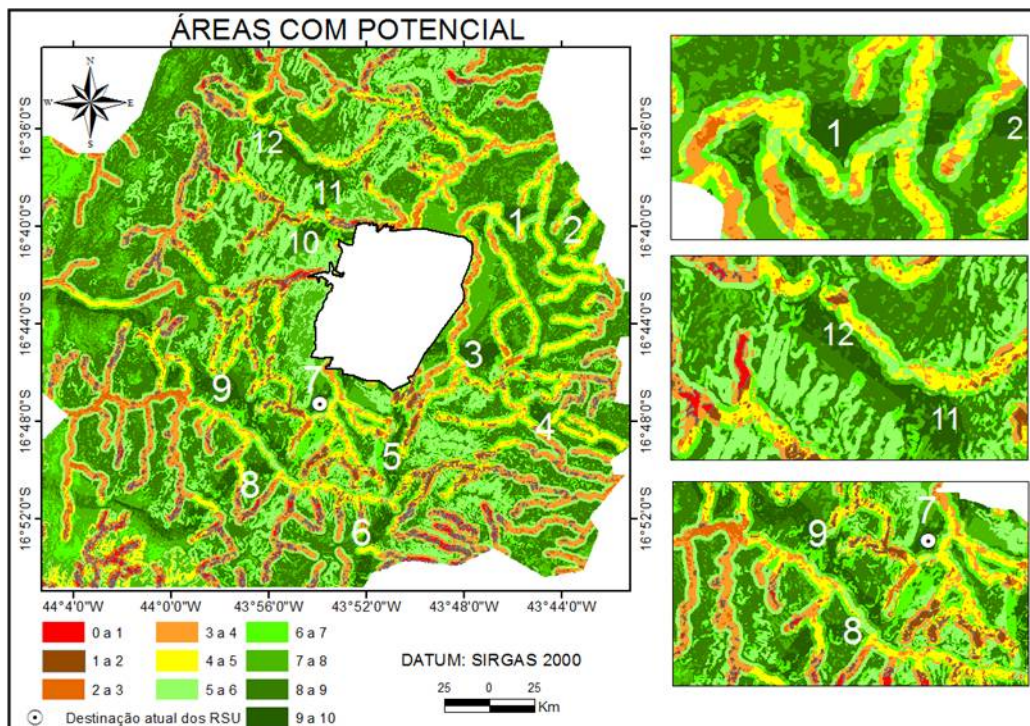 ÁREAS COM POTENCIAL
N
W E
S
16°36'0"S
16°40'0"S
16°44'0"S
16°48'0"S
16°52'0"S
12
11
10
1
2
3
9
7
4
5
8
6
44°4'0"W 44°0'0"W 43°56'0"W 43°52'0"W 43°48'0"W 43°44'0"W
1
2
12
11
9
7
8
0 a 1 3 a 4 6 a 7
1 a 2 4 a 5 7 a 8
2 a 3 5 a 6 8 a 9
Destinação atual dos RSU 9 a 10
DATUM: SIRGAS 2000
25 0 25
Km